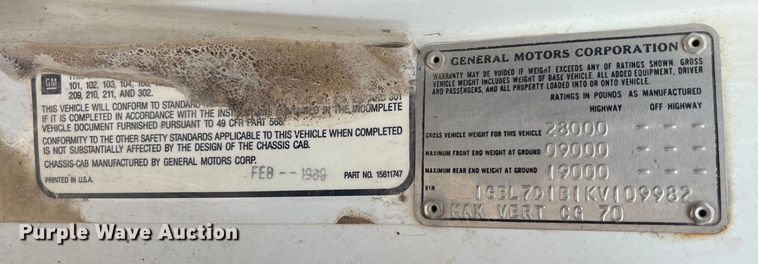 GM
101, 102, 103, 104,
209, 210, 211, AND 302.
THIS VEHICLE WILL CONFORM TO STANDARD
IF IT IS COMPLETED IN ACCORDANCE WITH THE INCOMPLETE
VEHICLE DOCUMENT FURNISHED PURSUANT TO 49 CFR PART 568.
CONFORMITY TO THE OTHER SAFETY STANDARDS APPLICABLE TO THIS VEHICLE WHEN COMPLETED
IS NOT SUBSTANTIALLY AFFECTED BY THE DESIGN OF THE CHASSIS CAB.
CHASSIS-CAB MANUFACTURED BY GENERAL MOTORS CORP.
FEB -- 1989
PRINTED IN U.S.A. PART NO. 15611747
GENERAL MOTORS CORPORATION
WARRANTY MAY BE VOIDED IF WEIGHT EXCEEDS ANY OF RATINGS SHOWN. GROSS
VEHICLE WEIGHT INCLUDES WEIGHT OF BASE VEHICLE, ALL ADDED EQUIPMENT, DRIVER
AND PASSENGERS, AND ALL PROPERTY LOADED INTO OR ONTO VEHICLE.
RATINGS IN POUNDS AS MANUFACTURED
HIGHWAY OFF HIGHWAY
GROSS VEHICLE WEIGHT FOR THIS VEHICLE 28000
MAXIMUM FRONT END WEIGHT AT GROUND 09000
MAXIMUM REAR END WEIGHT AT GROUND 19000
VIN 1GBL7D1B1KV109982
MAX VERT CG 70
Purple Wave Auction